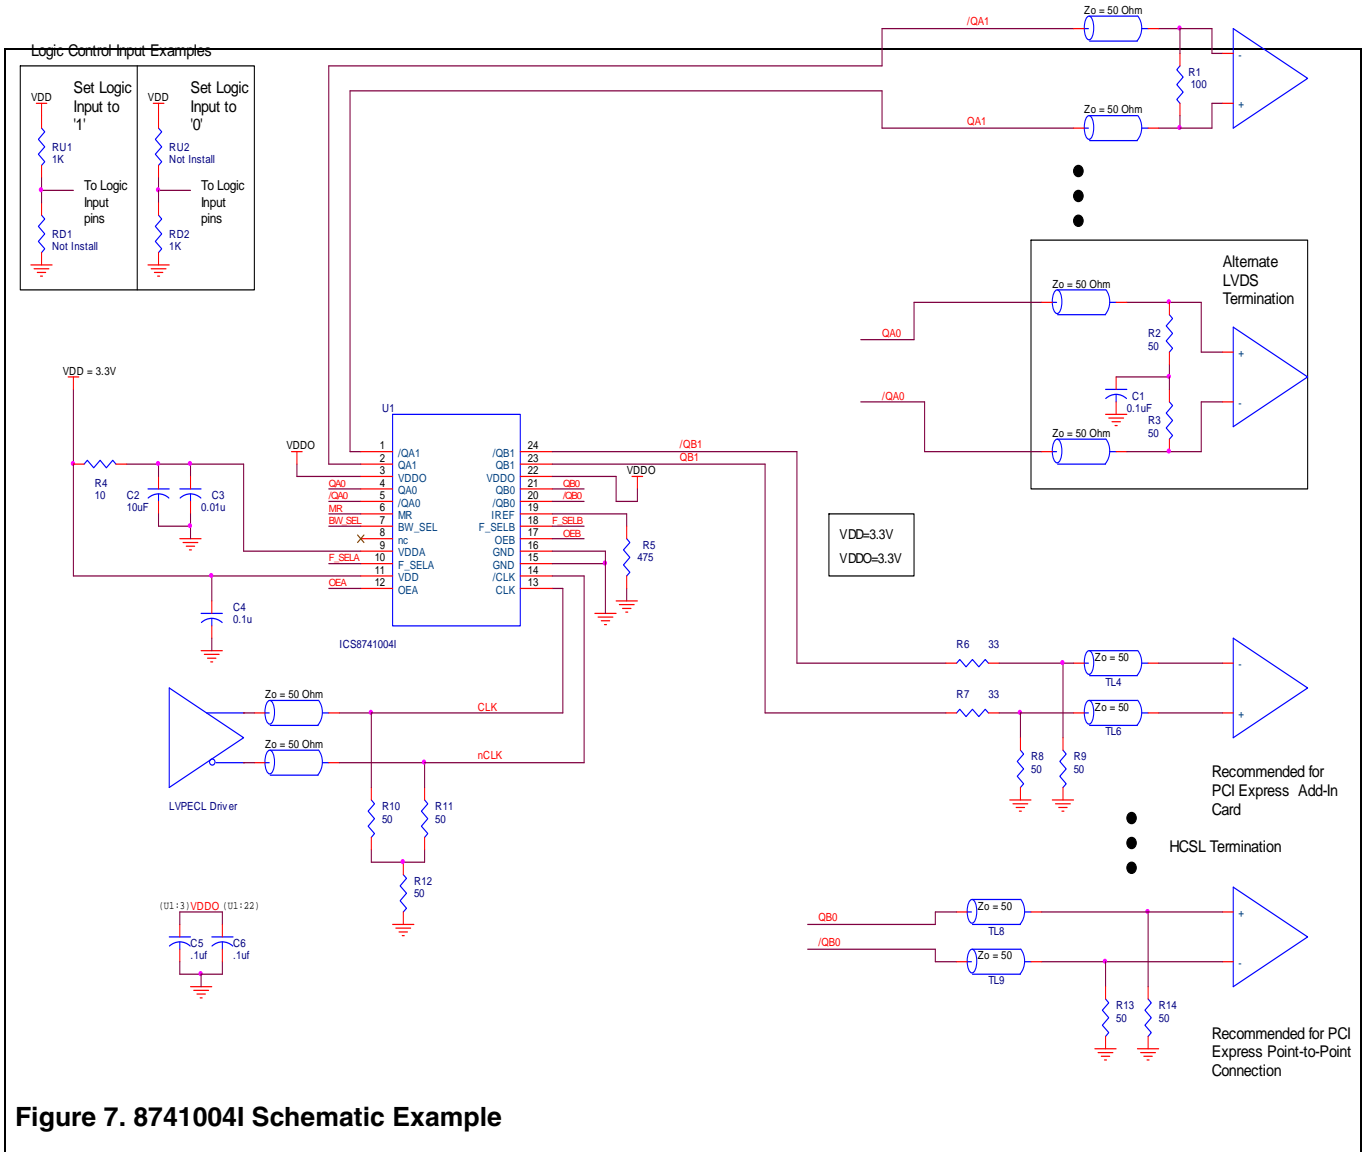 Zo = 50 Ohm
/QA1
R1
100
-
+
Zo = 50 Ohm
QA1
Logic Control Input Examples
VDD
Set Logic
Input to
'1'
RU1
1K
To Logic
Input
pins
RD1
Not Install
VDD
Set Logic
Input to
'0'
RU2
Not Install
To Logic
Input
pins
RD2
1K
Alternate
LVDS
Termination
Zo = 50 Ohm
QA0
R2
50
C1
0.1uF
R3
50
+
-
/QA0
Zo = 50 Ohm
VDD = 3.3V
R4
10
C2
10uF
C3
0.01u
C4
0.1u
VDDO
U1
1 /QA1
2 QA1
3 VDDO
QA0 4 QA0
/QA0 5 /QA0
MR 6 MR
BW_SEL 7 BW_SEL
8 nc
9 VDDA
F_SELA 10 F_SELA
11 VDD
OEA 12 OEA
/QB1 24 /QB1
QB1 23 QB1
VDDO 22 VDDO
QB0 21 QB0
/QB0 20 /QB0
IREF 19
F_SELB 18 F_SELB
OEB 17 OEB
GND 16
GND 15
/CLK 14
CLK 13
ICS8741004I
R5
475
VDD=3.3V
VDDO=3.3V
R6 33
Zo = 50
TL4
R7 33
Zo = 50
TL6
-
+
R8
50
R9
50
Recommended for
PCI Express Add-In
Card
HCSL Termination
Zo = 50 Ohm
CLK
Zo = 50 Ohm
nCLK
LVPECL Driver
R10
50
R11
50
R12
50
(U1:3) VDDO (U1:22)
C5
.1uf
C6
.1uf
QB0
Zo = 50
TL8
/QB0
Zo = 50
TL9
+
-
R13
50
R14
50
Recommended for PCI
Express Point-to-Point
Connection
Figure 7. 8741004I Schematic Example